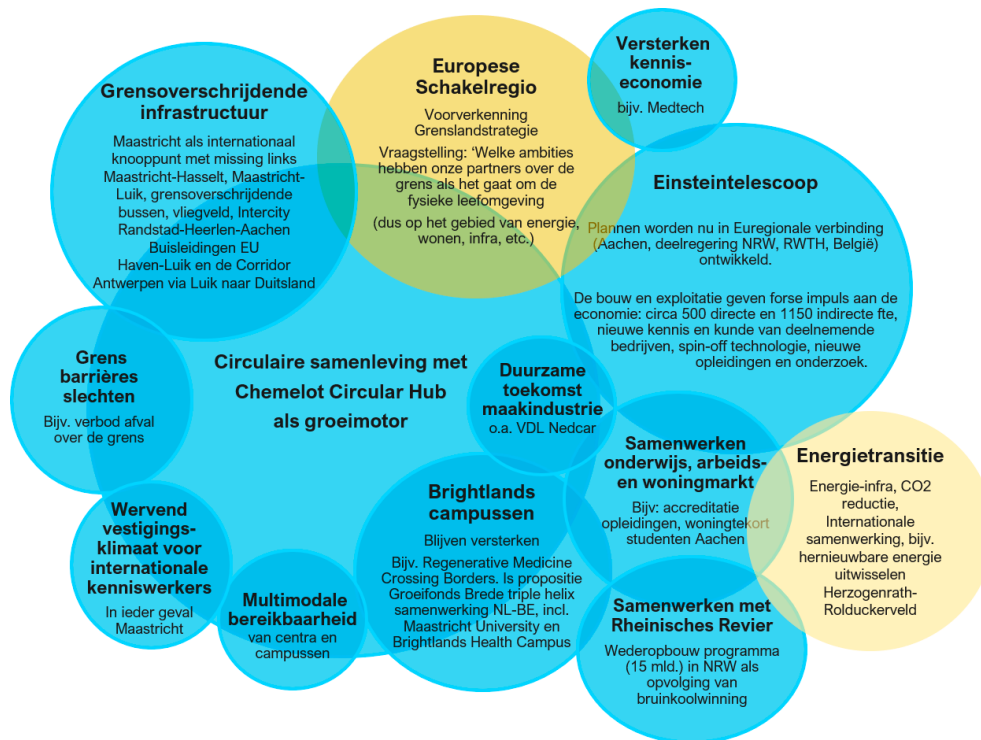 Versterken
kennis-
economie
bijv. Medtech
Europese
Schakelregio
Voorverkenning
Grenslandstrategie
Vraagstelling: ‘Welke ambities
hebben onze partners over de
grens als het gaat om de
fysieke leefomgeving
(dus op het gebied van energie,
wonen, infra, etc.)
Grensoverschrijdende
infrastructuur
Maastricht als internationaal
knooppunt met missing links
Maastricht-Hasselt, Maastricht-
Luik, grensoverschrijdende
bussen, vliegveld, Intercity
Randstad-Heerlen-Aachen
Buisleidingen EU
Haven-Luik en de Corridor
Antwerpen via Luik naar Duitsland
Einsteintelescoop
Plannen worden nu in Euregionale verbinding
(Aachen, deelregering NRW, RWTH, België)
ontwikkeld.
De bouw en exploitatie geven forse impuls aan de
economie: circa 500 directe en 1150 indirecte fte,
nieuwe kennis en kunde van deelnemende
bedrijven, spin-off technologie, nieuwe
opleidingen en onderzoek.
Grens
barrières
slechten
Bijv. verbod afval
over de grens
Circulaire samenleving met
Chemelot Circular Hub
als groeimotor
Duurzame
toekomst
maakindustrie
o.a. VDL Nedcar
Samenwerken
onderwijs, arbeids-
en woningmarkt
Bijv: accreditatie
opleidingen, woningtekort
studenten Aachen
Energietransitie
Energie-infra, CO2
reductie,
Internationale
samenwerking, bijv.
hernieuwbare energie
uitwisselen
Herzogenrath-
Rolduckerveld
Brightlands
campussen
Blijven versterken
Bijv. Regenerative Medicine
Crossing Borders. Is propositie
Groeifonds Brede triple helix
samenwerking NL-BE, incl.
Maastricht University en
Brightlands Health Campus
Wervend
vestigings-
klimaat voor
internationale
kenniswerkers
In ieder geval
Maastricht
Multimodale
bereikbaarheid
van centra en
campussen
Samenwerken met
Rheinisches Revier
Wederopbouw programma
(15 mld.) in NRW als
opvolging van
bruinkoolwinning